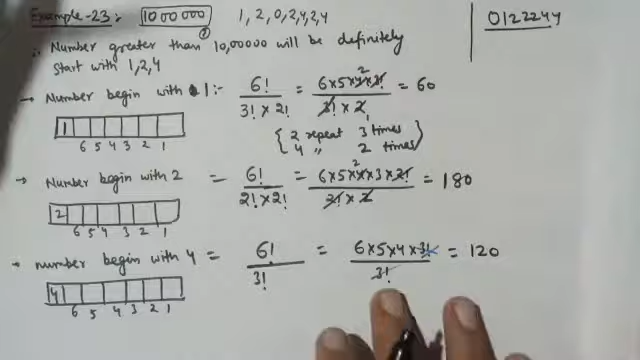 Example-23: 1000000 1, 2, 0, 2, 4, 2, 4
0122244
∴ Number greater than 10,00000 will be definitely
start with 1, 2, 4
→ Number begin with 1:- 6! / 3! × 2! = 6×5×4×3! / 3! × 2 = 60
1
6 5 4 3 2 1
{ 2 repeat 3 times
4 〃 2 times }
→ Number begin with 2 = 6! / 2! × 2! = 6×5×4×3×2! / 2! × 2 = 180
2
6 5 4 3 2 1
→ number begin with 4 = 6! / 3! = 6×5×4×3! / 3! = 120
4
6 5 4 3 2 1